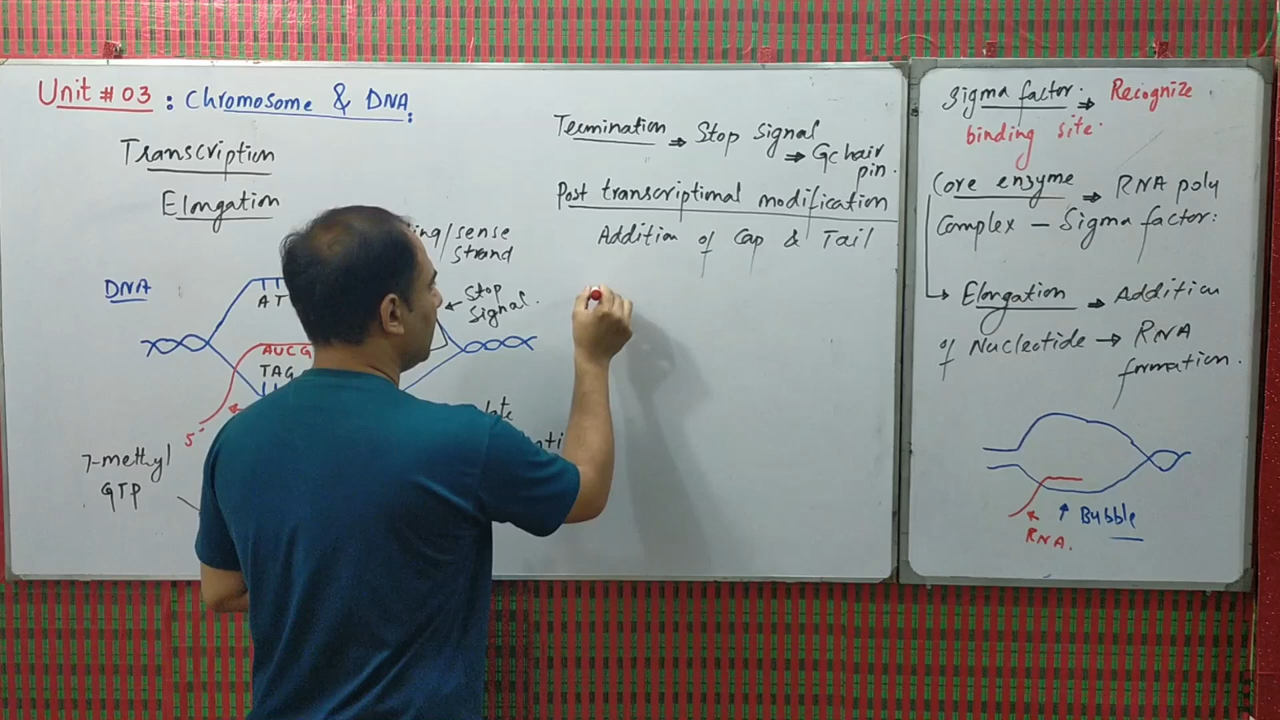 Unit # 03 : Chromosome & DNA :
Transcription
Elongation
sense
strand
DNA
AT
Stop
Signal.
AUCG
TAG
5'
7-methyl
GTP
Termination ⇒ Stop Signal
⇒ GC hair
pin.
Post transcriptional modification
Addition of Cap & Tail
Sigma factor. ⇒ Recognize
binding site.
Core enzyme ⇒ RNA poly
Complex – Sigma factor:
Elongation ⇒ Addition
of Nucleotide → RNA
formation.
Bubble
RNA.